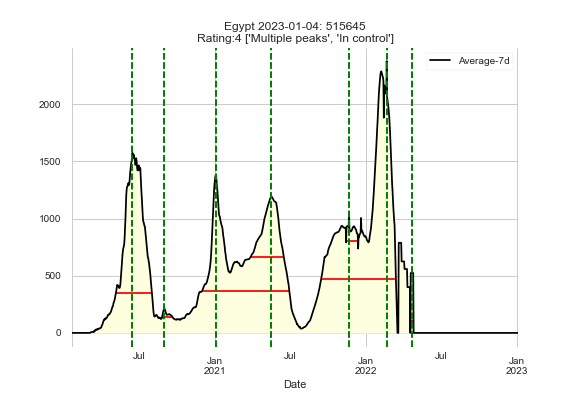 Egypt 2023-01-04: 515645
Rating:4 ['Multiple peaks', 'In control']
Average-7d
2000
1500
1000
500
0
Jul
Jan
2021
Jul
Jan
2022
Jul
Jan
2023
Date